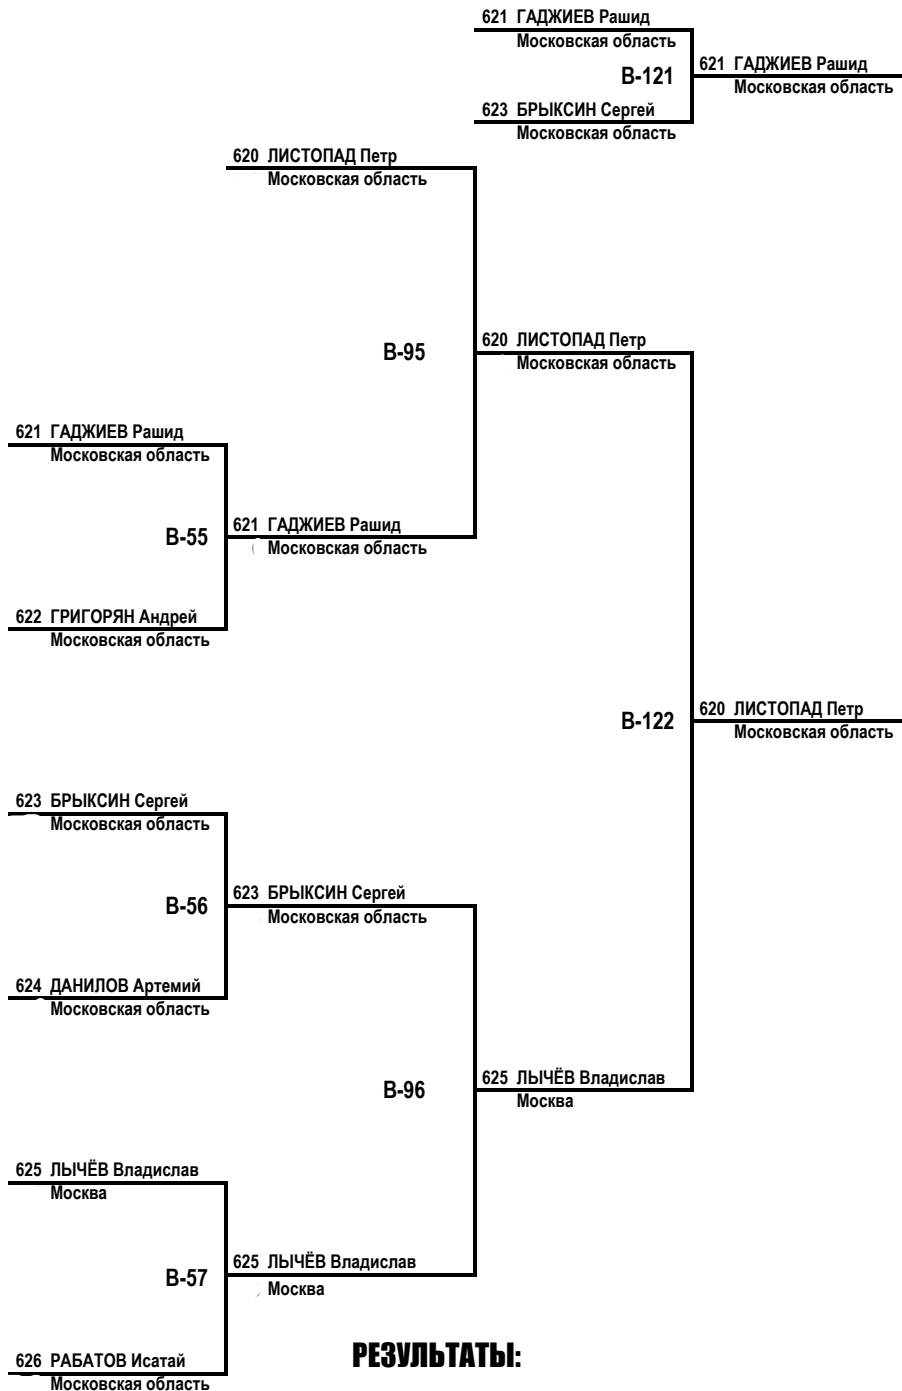 621 ГАДЖИЕВ Рашид
Московская область
B-121
621 ГАДЖИЕВ Рашид
Московская область
623 БРЫКСИН Сергей
Московская область
620 ЛИСТОПАД Петр
Московская область
B-95
620 ЛИСТОПАД Петр
Московская область
621 ГАДЖИЕВ Рашид
Московская область
B-55
621 ГАДЖИЕВ Рашид
Московская область
622 ГРИГОРЯН Андрей
Московская область
B-122
620 ЛИСТОПАД Петр
Московская область
623 БРЫКСИН Сергей
Московская область
B-56
623 БРЫКСИН Сергей
Московская область
624 ДАНИЛОВ Артемий
Московская область
B-96
625 ЛЫЧЁВ Владислав
Москва
625 ЛЫЧЁВ Владислав
Москва
B-57
625 ЛЫЧЁВ Владислав
Москва
626 РАБАТОВ Исатай
Московская область
РЕЗУЛЬТАТЫ: